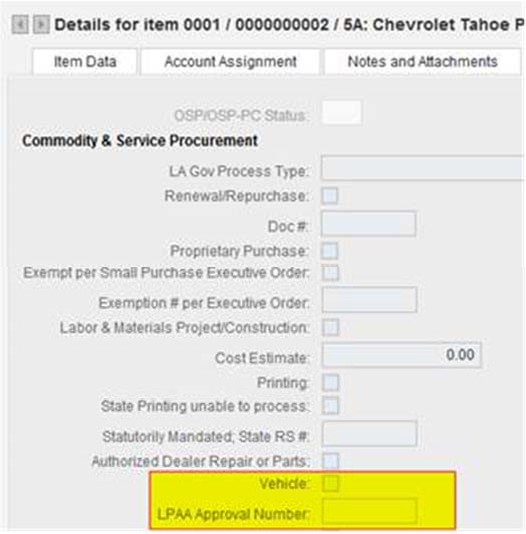 Details for item 0001 / 0000000002 / 5A: Chevrolet Tahoe P
Item Data Account Assignment Notes and Attachments
OSP/OSP-PC Status:
Commodity & Service Procurement
LA Gov Process Type:
Renewal/Repurchase:
Doc #:
Proprietary Purchase:
Exempt per Small Purchase Executive Order:
Exemption # per Executive Order:
Labor & Materials Project/Construction:
Cost Estimate: 0.00
Printing:
State Printing unable to process:
Statutorily Mandated; State RS #:
Authorized Dealer Repair or Parts:
Vehicle:
LPAA Approval Number: